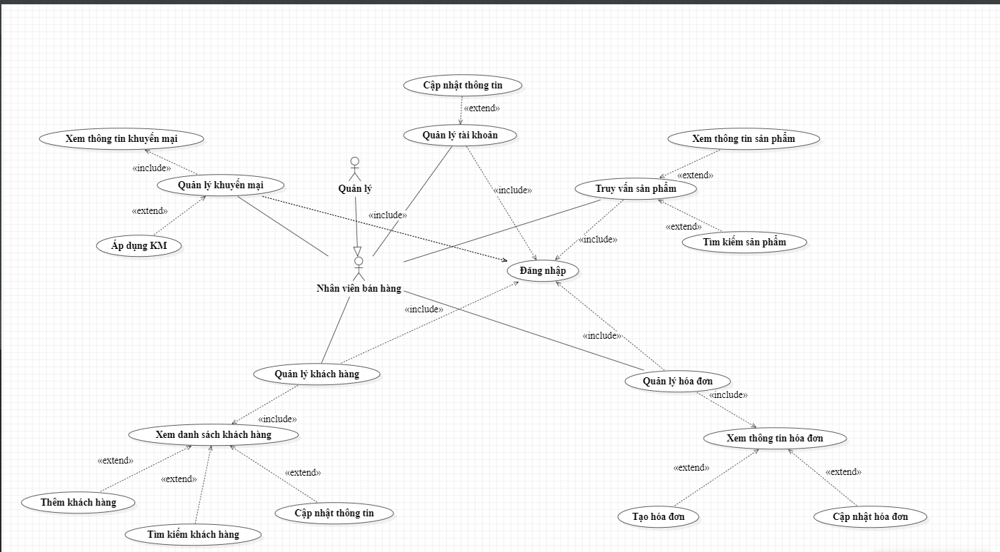 Cập nhật thông tin
«extend»
Quản lý tài khoản
Xem thông tin khuyến mại
Xem thông tin sản phẩm
«include»
«extend»
Quản lý khuyến mại
Quản lý
Truy vấn sản phẩm
«include»
«extend»
«include»
«extend»
«include»
Áp dụng KM
Tìm kiếm sản phẩm
Đăng nhập
Nhân viên bán hàng
«include»
«include»
Quản lý khách hàng
Quản lý hóa đơn
«include»
«include»
Xem danh sách khách hàng
Xem thông tin hóa đơn
«extend»
«extend»
«extend»
«extend»
«extend»
Thêm khách hàng
Cập nhật thông tin
Tạo hóa đơn
Cập nhật hóa đơn
Tìm kiếm khách hàng